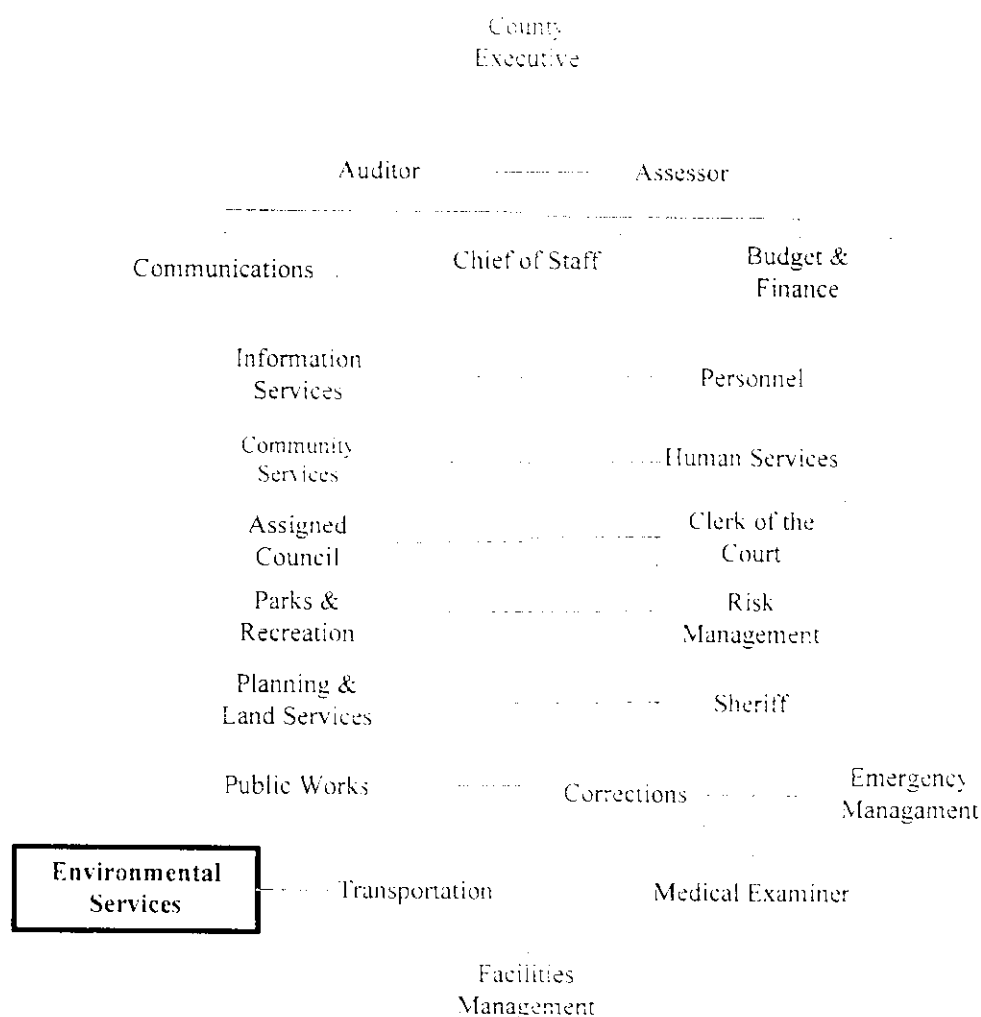 County
Executive
Auditor
Assessor
Communications
Chief of Staff
Budget &
Finance
Information
Services
Personnel
Community
Services
Human Services
Assigned
Council
Clerk of the
Court
Parks &
Recreation
Risk
Management
Planning &
Land Services
Sheriff
Public Works
Corrections
Emergency
Managament
Environmental
Services
Transportation
Medical Examiner
Facilities
Management